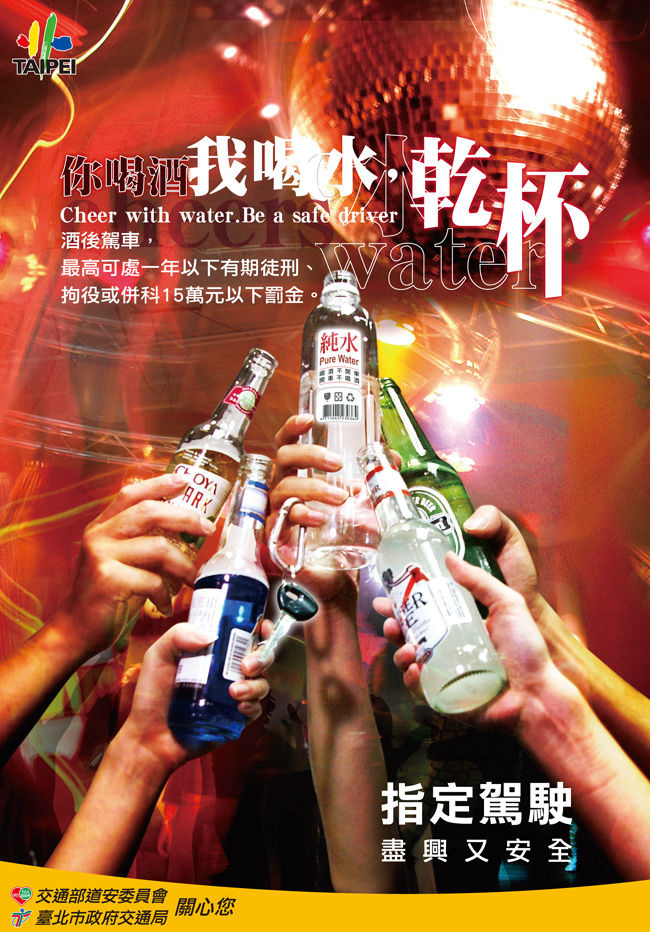 TAIPEI
你喝酒我喝水，乾杯
Cheer with water.Be a safe driver
cheers water
酒後駕車，
最高可處一年以下有期徒刑、
拘役或併科15萬元以下罰金。
純水
Pure Water
喝酒不開車
開車不喝酒
CHOYA
指定駕駛
盡興又安全
交通部道安委員會
臺北市政府交通局
關心您